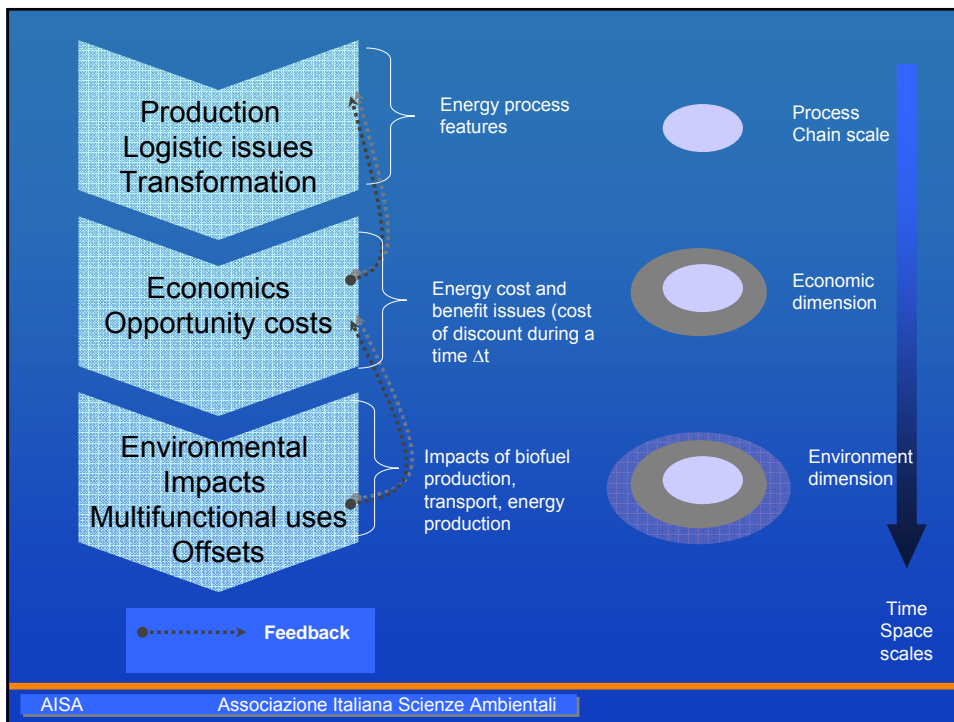 Production
Logistic issues
Transformation
Energy process
features
Process
Chain scale
Economics
Opportunity costs
Energy cost and
benefit issues (cost
of discount during a
time Δt
Economic
dimension
Environmental
Impacts
Multifunctional uses
Offsets
Impacts of biofuel
production,
transport, energy
production
Environment
dimension
Feedback
Time
Space
scales
AISA Associazione Italiana Scienze Ambientali